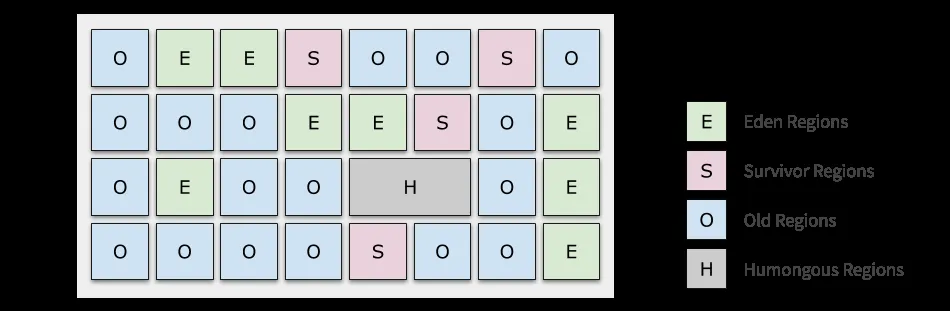 O E E S O O S O
O O O E E S O E
O E O O H O E
O O O O S O O E
E Eden Regions
S Survivor Regions
O Old Regions
H Humongous Regions